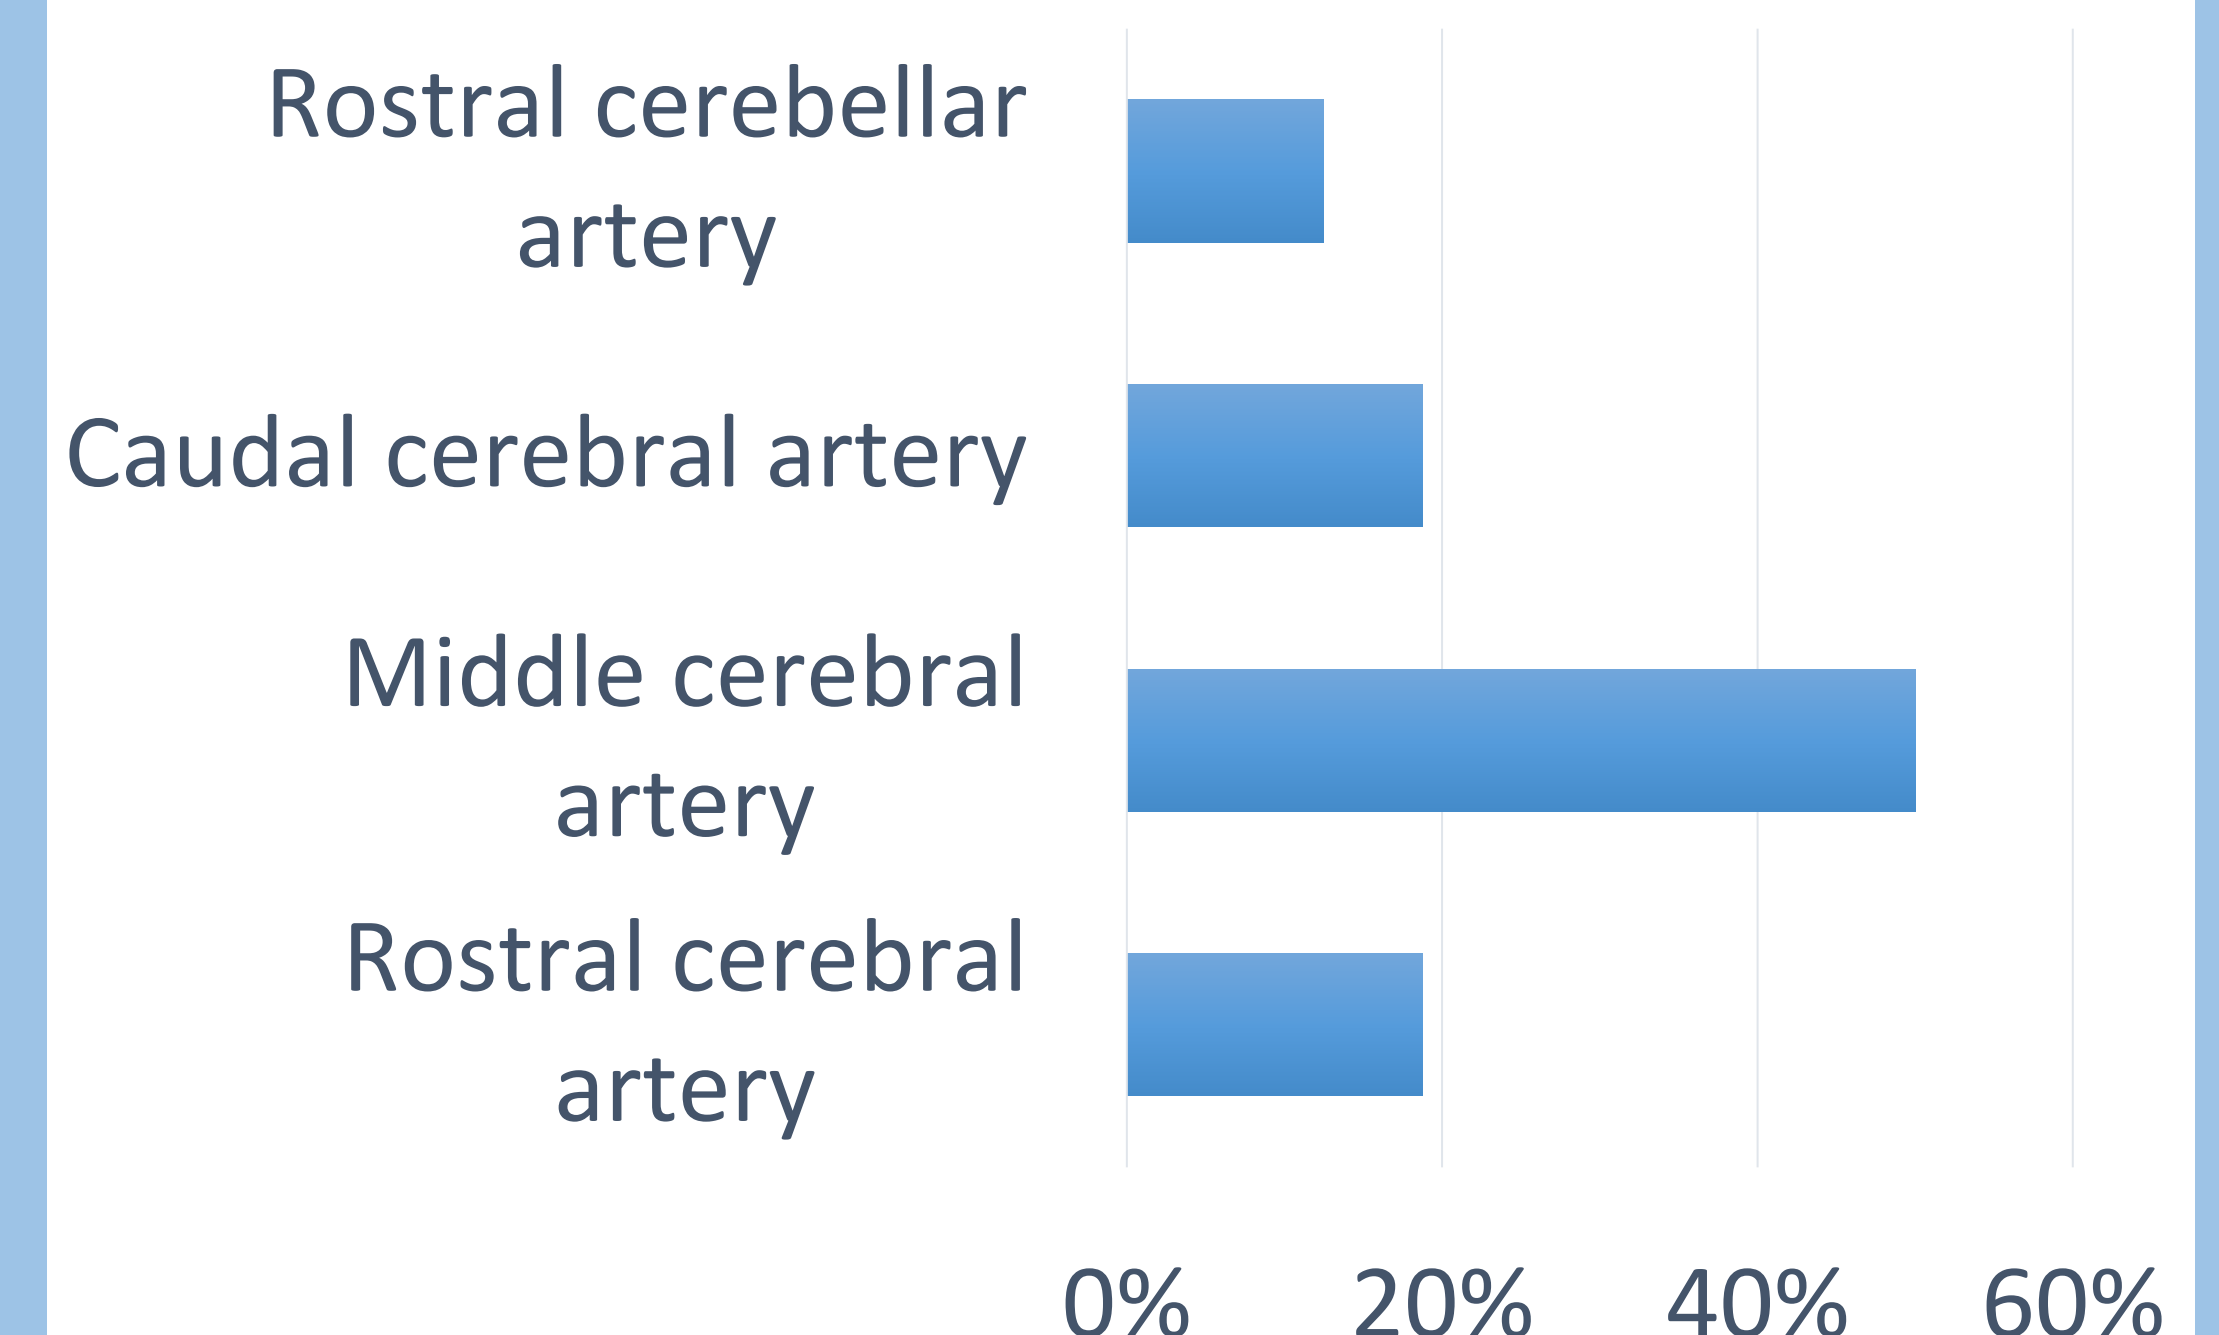 Rostral cerebellar
artery
Caudal cerebral artery
Middle cerebral
artery
Rostral cerebral
artery
0% 20% 40% 60%